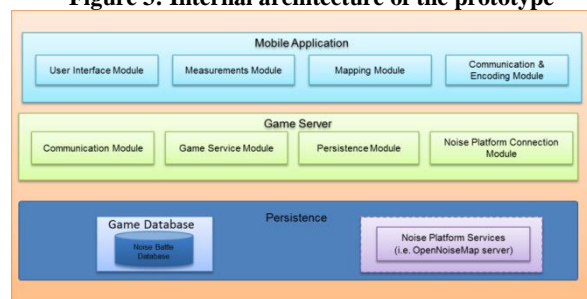 Figure 3: Internal architecture of the prototype
Mobile Application
User Interface Module
Measurements Module
Mapping Module
Communication &
Encoding Module
Game Server
Communication Module
Game Service Module
Persistence Module
Noise Platform Connection
Module
Persistence
Game Database
Noise Battle
Database
Noise Platform Services
(i.e. OpenNoiseMap server)